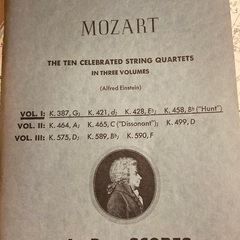 MOZART
THE TEN CELEBRATED STRING QUARTETS
IN THREE VOLUMES
(Alfred Einstein)
VOL. I: K. 387, G; K. 421, d; K. 428, E♭; K. 458, B♭ ("Hunt")
VOL. II: K. 464, A; K. 465, C ("Dissonant"); K. 499, D
VOL. III: K. 575, D; K. 589, B♭; K. 590, F
SCORES